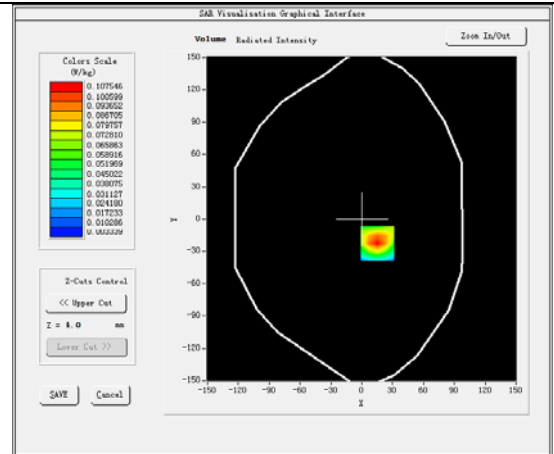 SAR Visualisation Graphical Interface
Volume Radiated Intensity
Zoom In/Out
Colors Scale
(W/kg)
0.107546
0.100599
0.093652
0.086705
0.079757
0.072810
0.065863
0.058916
0.051969
0.045022
0.038075
0.031127
0.024180
0.017233
0.010286
0.003339
Z-Cuts Control
<< Upper Cut
Z = 4.0 mm
Lower Cut >>
SAVE Cancel
150
120
90
60
30
0
-30
-60
-90
-120
-150
Y
-150 -120 -90 -60 -30 0 30 60 90 120 150
X